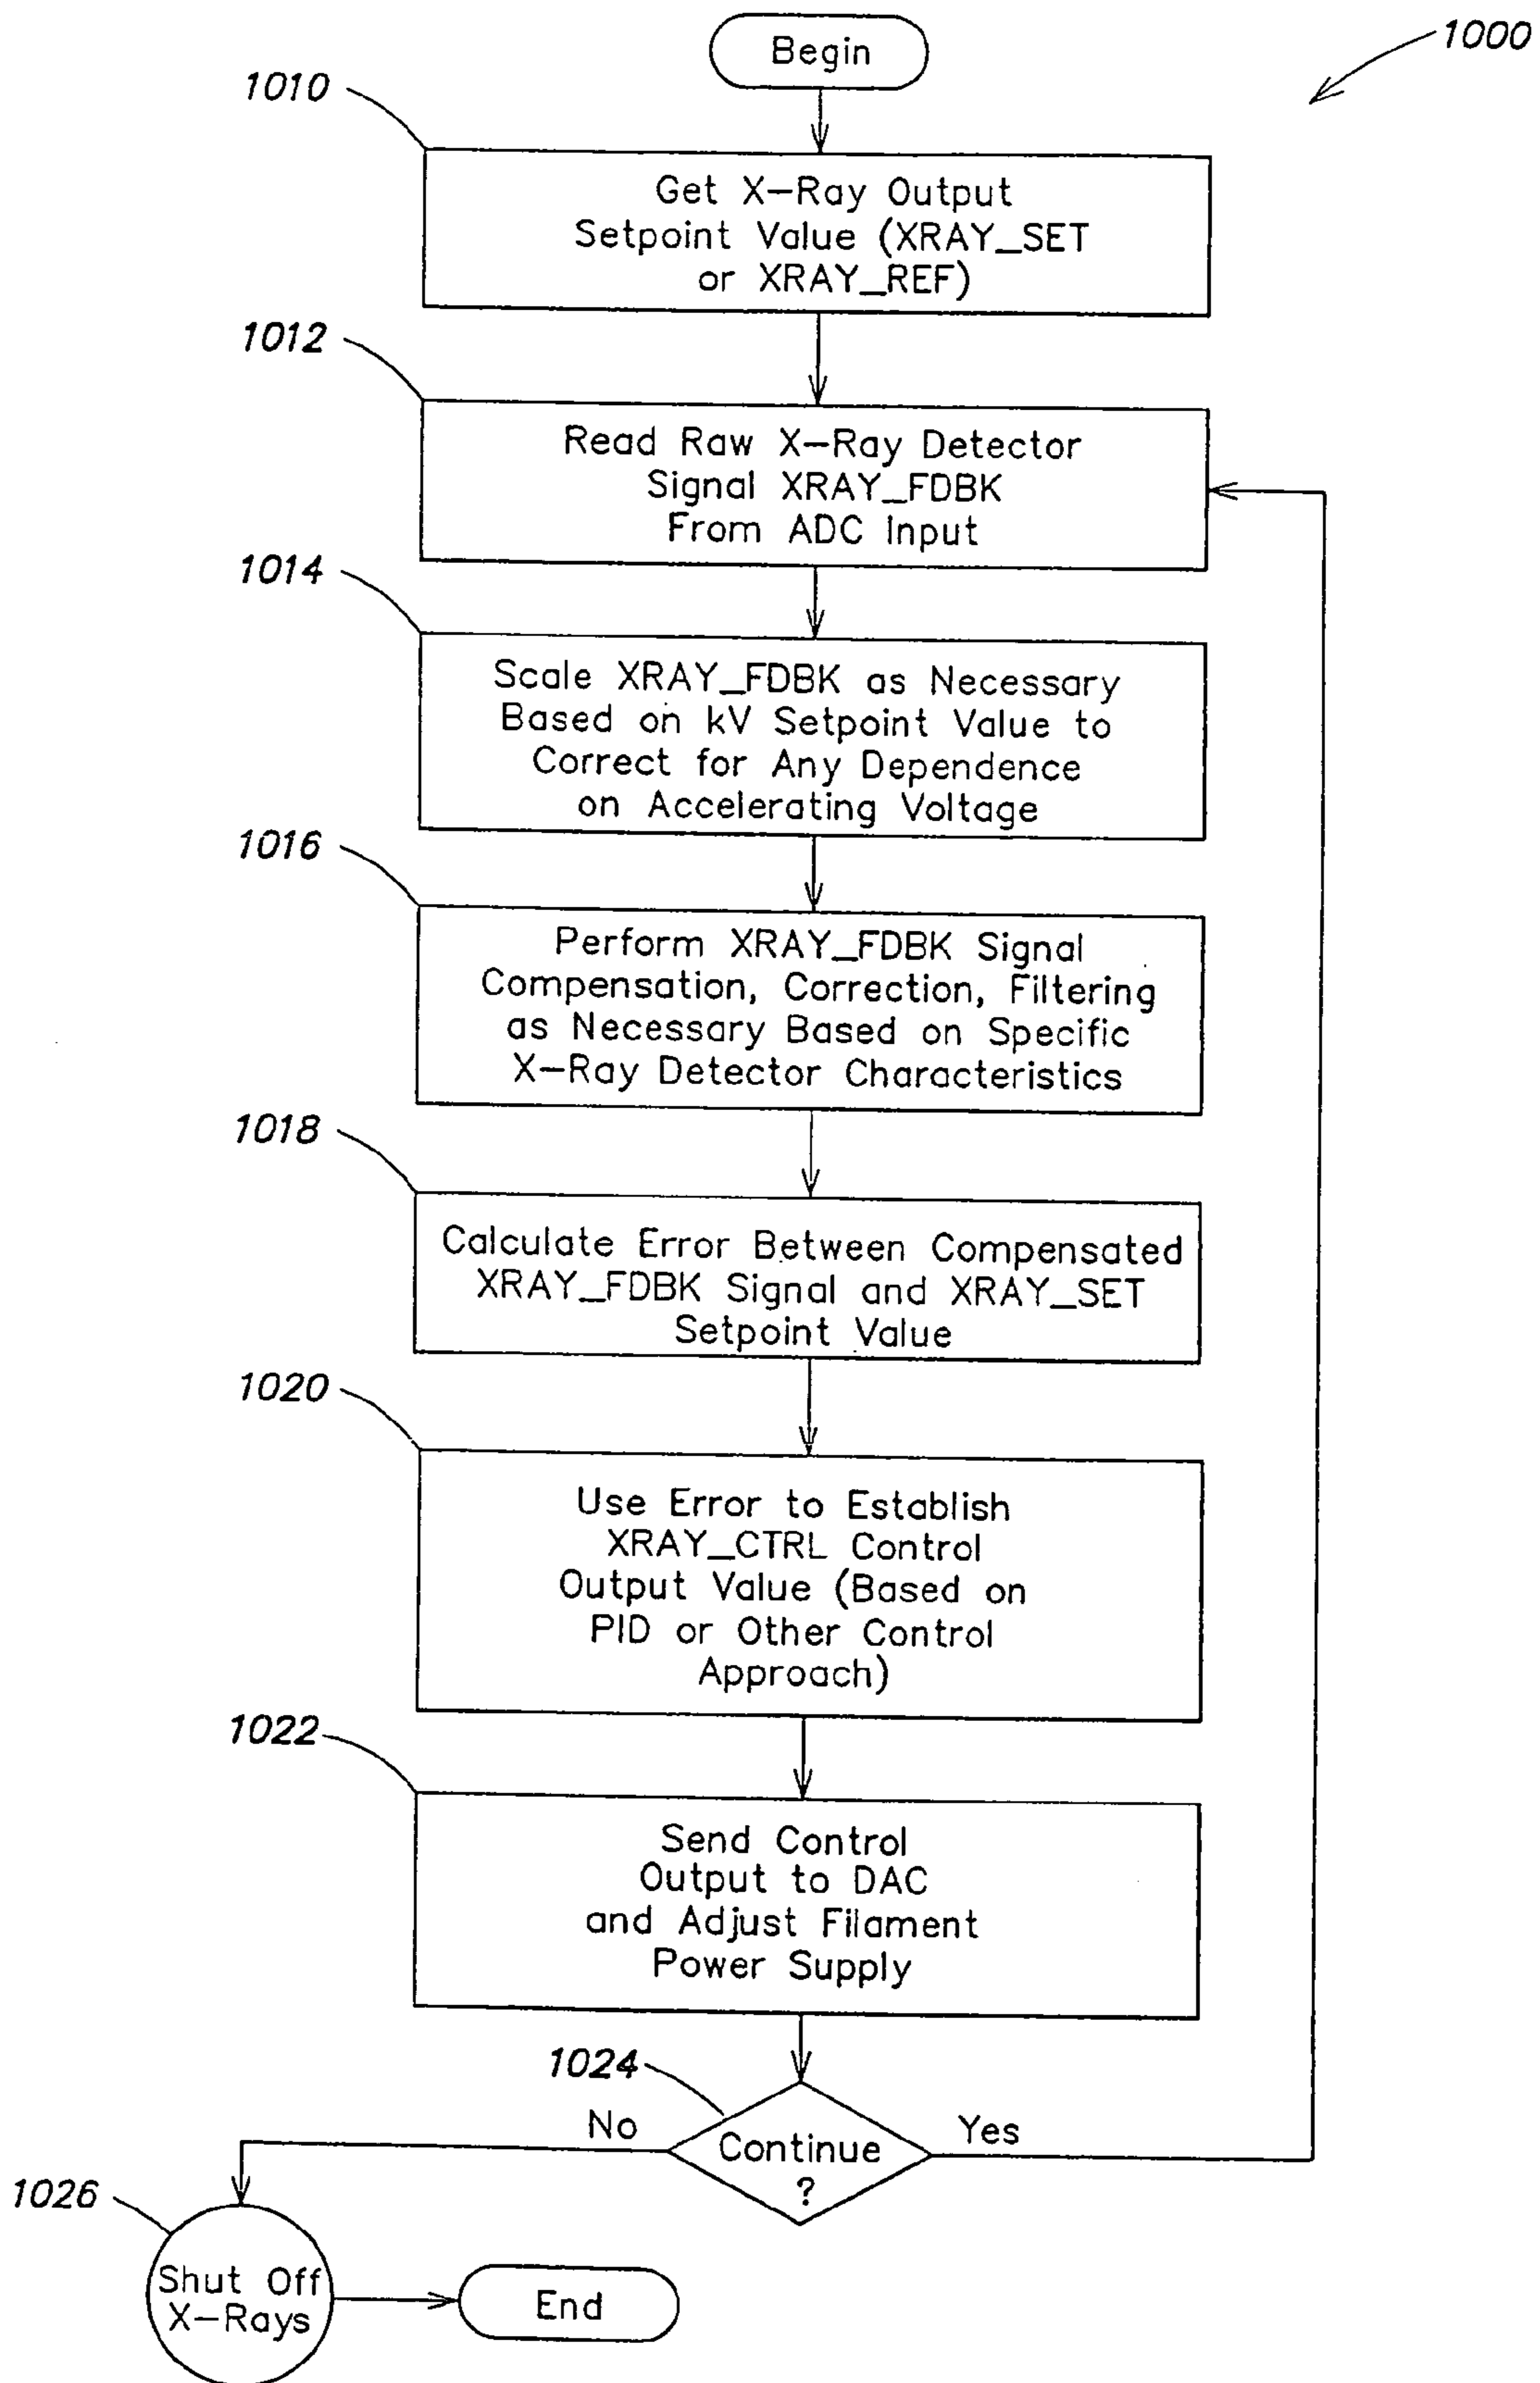 Begin
1000
1010
Get X-Ray Output
Setpoint Value (XRAY_SET
or XRAY_REF)
1012
Read Raw X-Ray Detector
Signal XRAY_FDBK
From ADC Input
1014
Scale XRAY_FDBK as Necessary
Based on kV Setpoint Value to
Correct for Any Dependence
on Accelerating Voltage
1016
Perform XRAY_FDBK Signal
Compensation, Correction, Filtering
as Necessary Based on Specific
X-Ray Detector Characteristics
1018
Calculate Error Between Compensated
XRAY_FDBK Signal and XRAY_SET
Setpoint Value
1020
Use Error to Establish
XRAY_CTRL Control
Output Value (Based on
PID or Other Control
Approach)
1022
Send Control
Output to DAC
and Adjust Filament
Power Supply
1024
No
Continue
?
Yes
1026
Shut Off
X-Rays
End